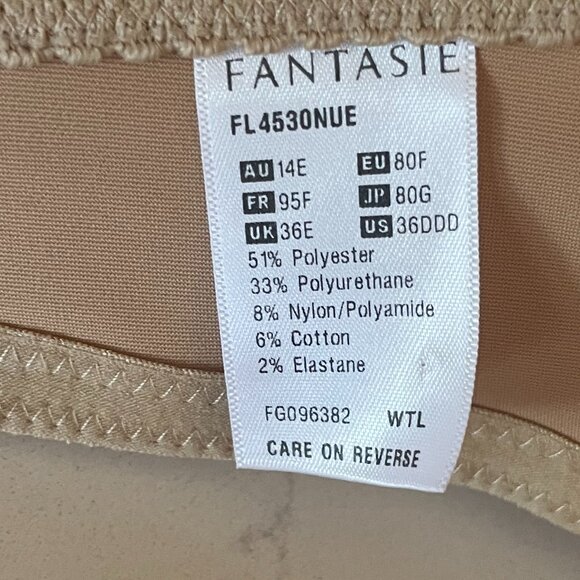 FANTASIE
FL4530NUE
AU 14E EU 80F
FR 95F JP 80G
UK 36E US 36DDD
51% Polyester
33% Polyurethane
8% Nylon/Polyamide
6% Cotton
2% Elastane
FG096382 WTL
CARE ON REVERSE